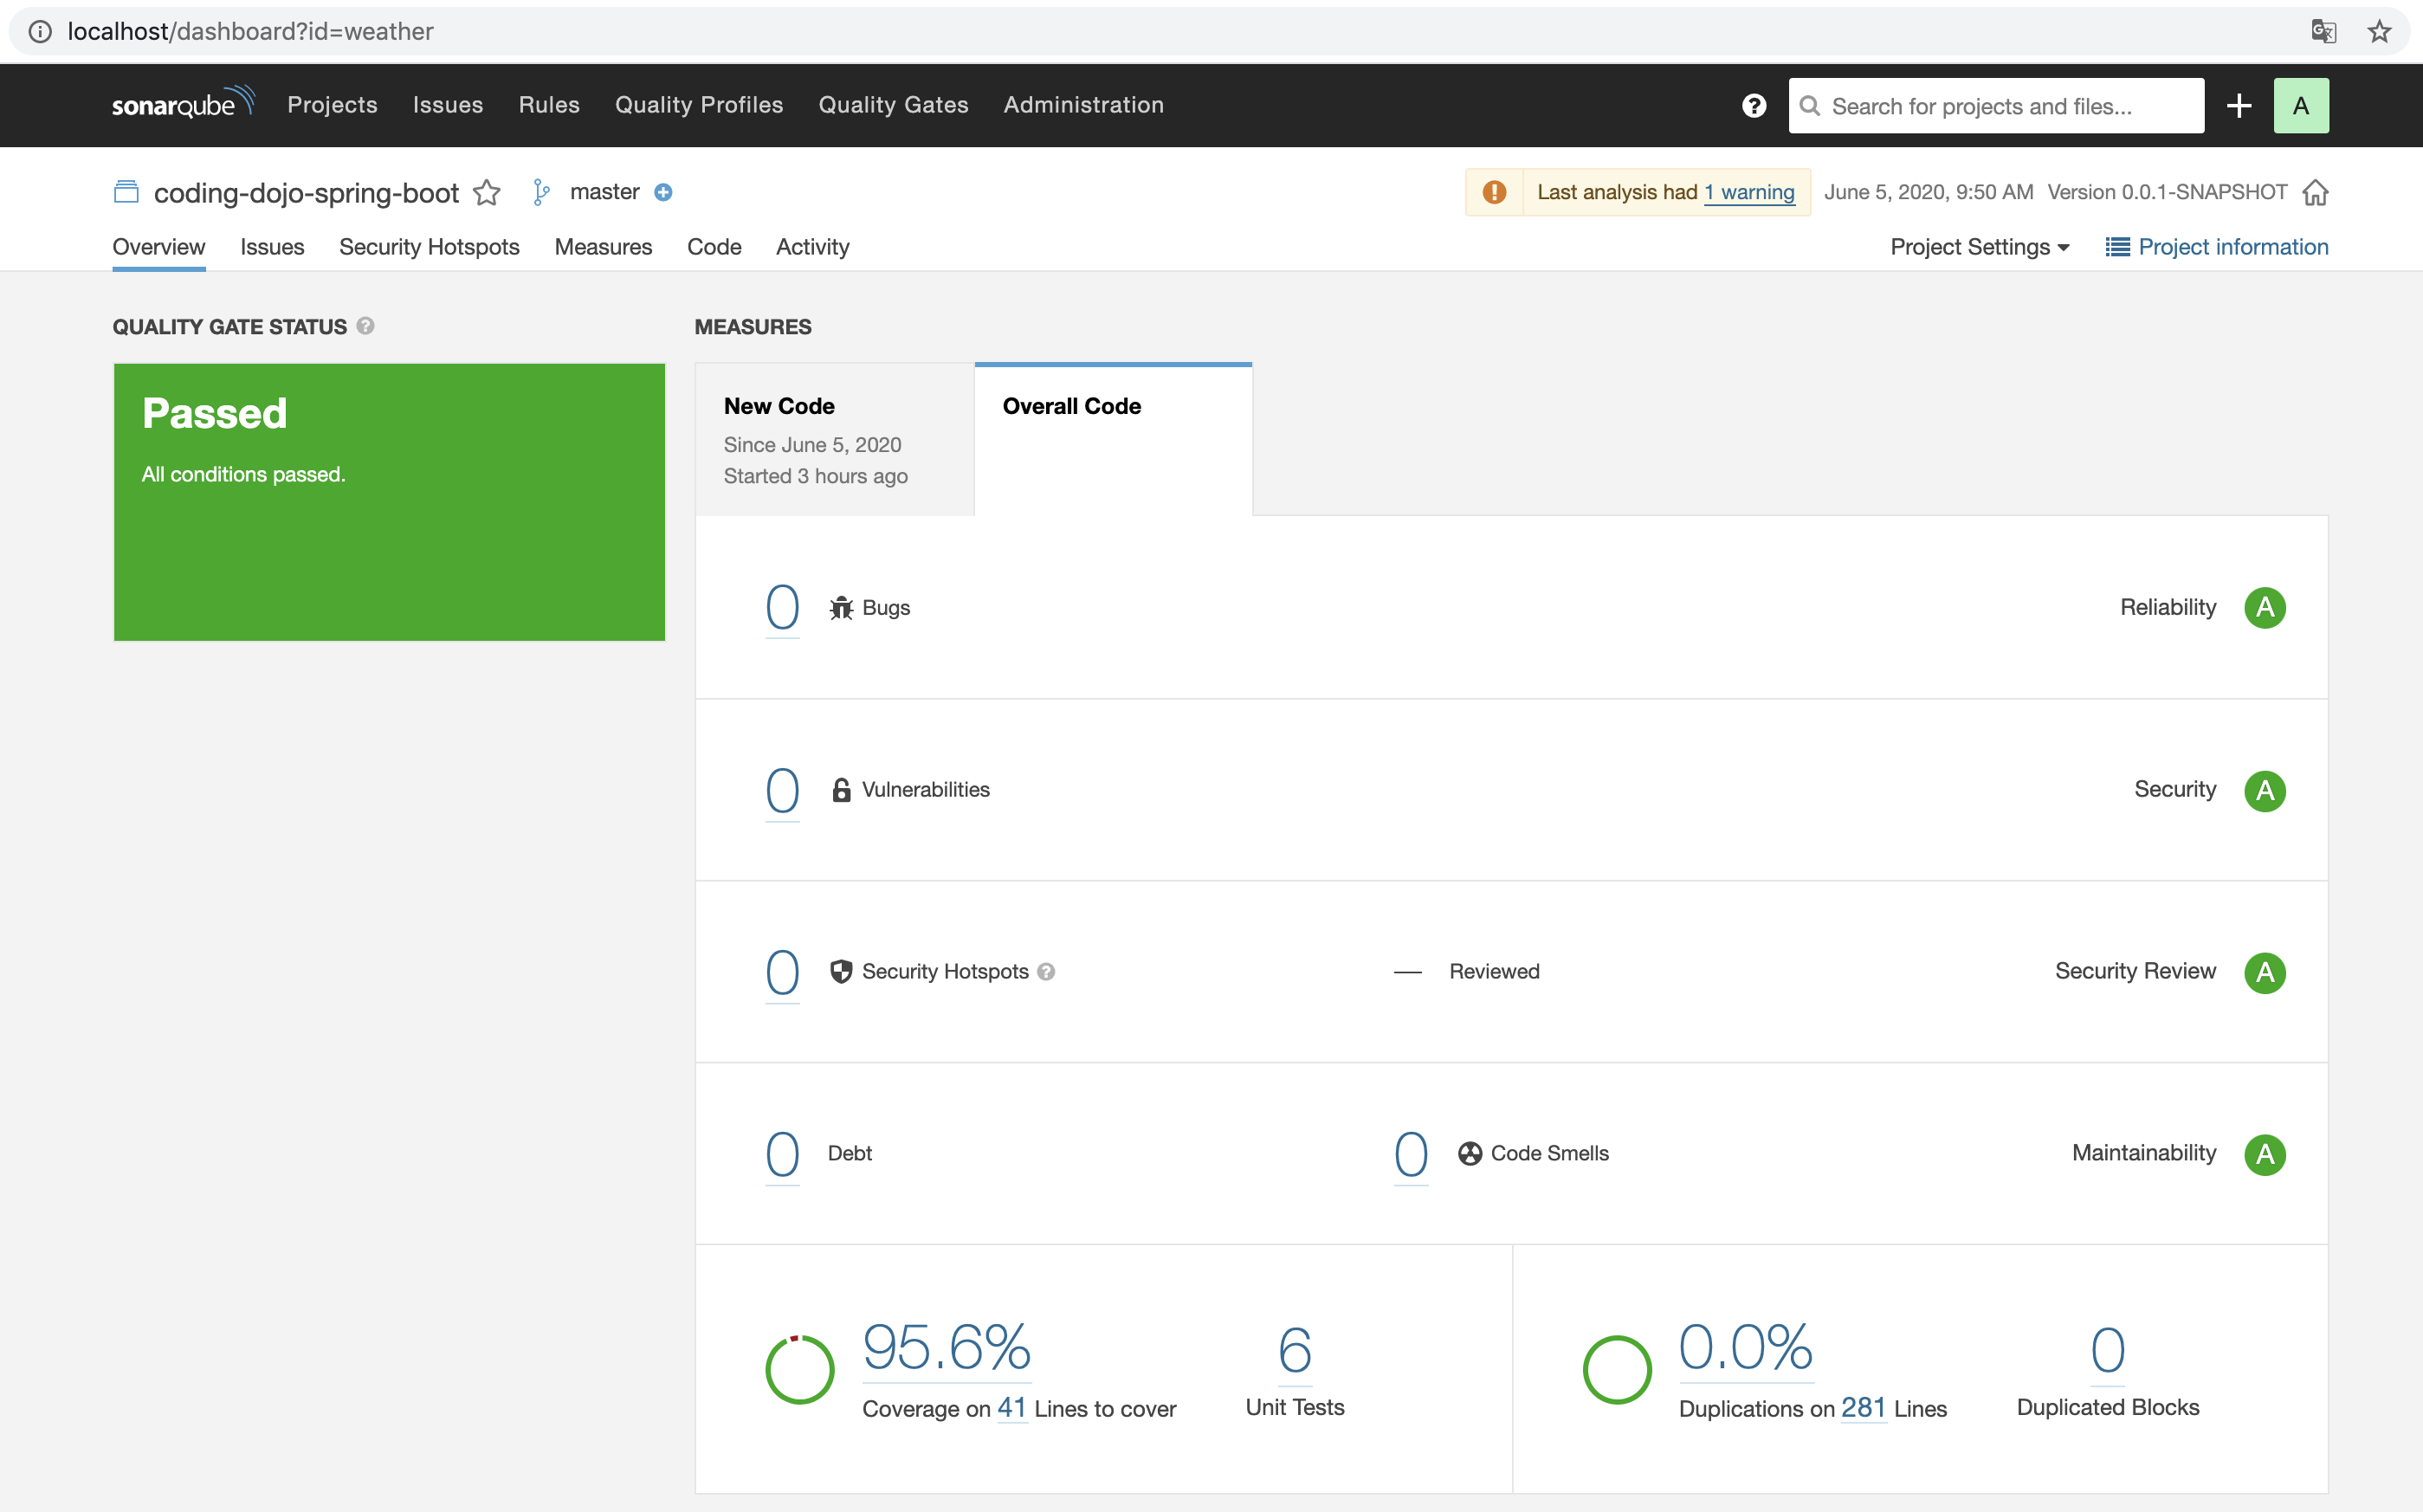 localhost/dashboard?id=weather
sonarqube Projects Issues Rules Quality Profiles Quality Gates Administration ? Search for projects and files... + A
coding-dojo-spring-boot master Last analysis had 1 warning June 5, 2020, 9:50 AM Version 0.0.1-SNAPSHOT
Overview Issues Security Hotspots Measures Code Activity Project Settings Project information
QUALITY GATE STATUS ?
Passed
All conditions passed.
MEASURES
New Code
Since June 5, 2020
Started 3 hours ago
Overall Code
0 Bugs Reliability A
0 Vulnerabilities Security A
0 Security Hotspots ? — Reviewed Security Review A
0 Debt 0 Code Smells Maintainability A
95.6%
Coverage on 41 Lines to cover
6
Unit Tests
0.0%
Duplications on 281 Lines
0
Duplicated Blocks